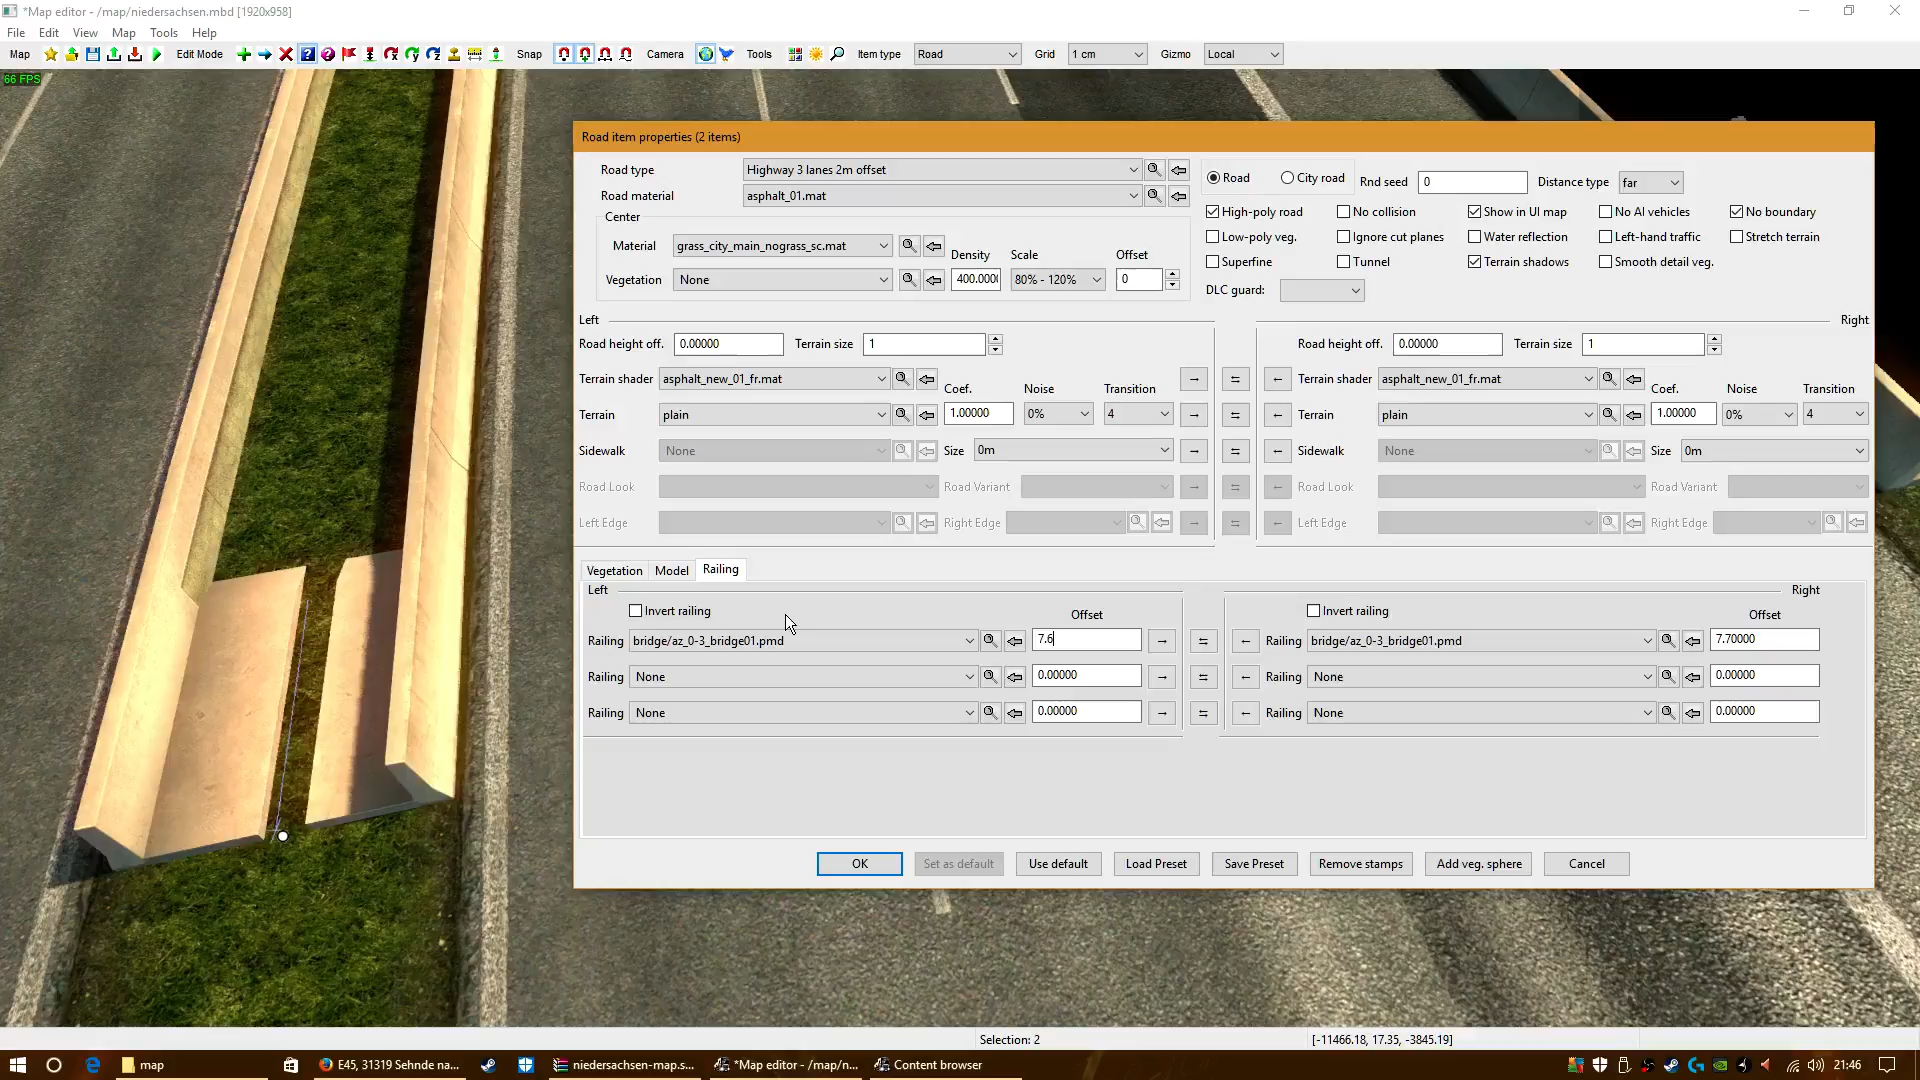 *Map editor - /map/niedersachsen.mbd [1920x958]
File Edit View Map Tools Help
Map Edit Mode Snap Camera Tools Item type Road Grid 1 cm Gizmo Local
66 FPS
Road item properties (2 items)
Road type Highway 3 lanes 2m offset Road City road Rnd seed 0 Distance type far
Road material asphalt_01.mat
Center
High-poly road No collision Show in UI map No AI vehicles No boundary
Material grass_city_main_nograss_sc.mat Density Scale Offset
Low-poly veg. Ignore cut planes Water reflection Left-hand traffic Stretch terrain
Vegetation None 400.000 80% - 120% 0
Superfine Tunnel Terrain shadows Smooth detail veg.
DLC guard:
Left Right
Road height off. 0.00000 Terrain size 1 Road height off. 0.00000 Terrain size 1
Terrain shader asphalt_new_01_fr.mat Coef. Noise Transition → ⇆ ← Terrain shader asphalt_new_01_fr.mat Coef. Noise Transition
Terrain plain 1.00000 0% 4 → ⇆ ← Terrain plain 1.00000 0% 4
Sidewalk None Size 0m → ⇆ ← Sidewalk None Size 0m
Road Look Road Variant → ⇆ ← Road Look Road Variant
Left Edge Right Edge → ⇆ ← Left Edge Right Edge
Vegetation Model Railing
Left Right
Invert railing Offset Invert railing Offset
Railing bridge/az_0-3_bridge01.pmd 7.6 → ⇆ ← Railing bridge/az_0-3_bridge01.pmd 7.70000
Railing None 0.00000 → ⇆ ← Railing None 0.00000
Railing None 0.00000 → ⇆ ← Railing None 0.00000
OK Set as default Use default Load Preset Save Preset Remove stamps Add veg. sphere Cancel
Selection: 2 [-11466.18, 17.35, -3845.19]
map E45, 31319 Sehnde na... niedersachsen-map.s... *Map editor - /map/n... Content browser 21:46